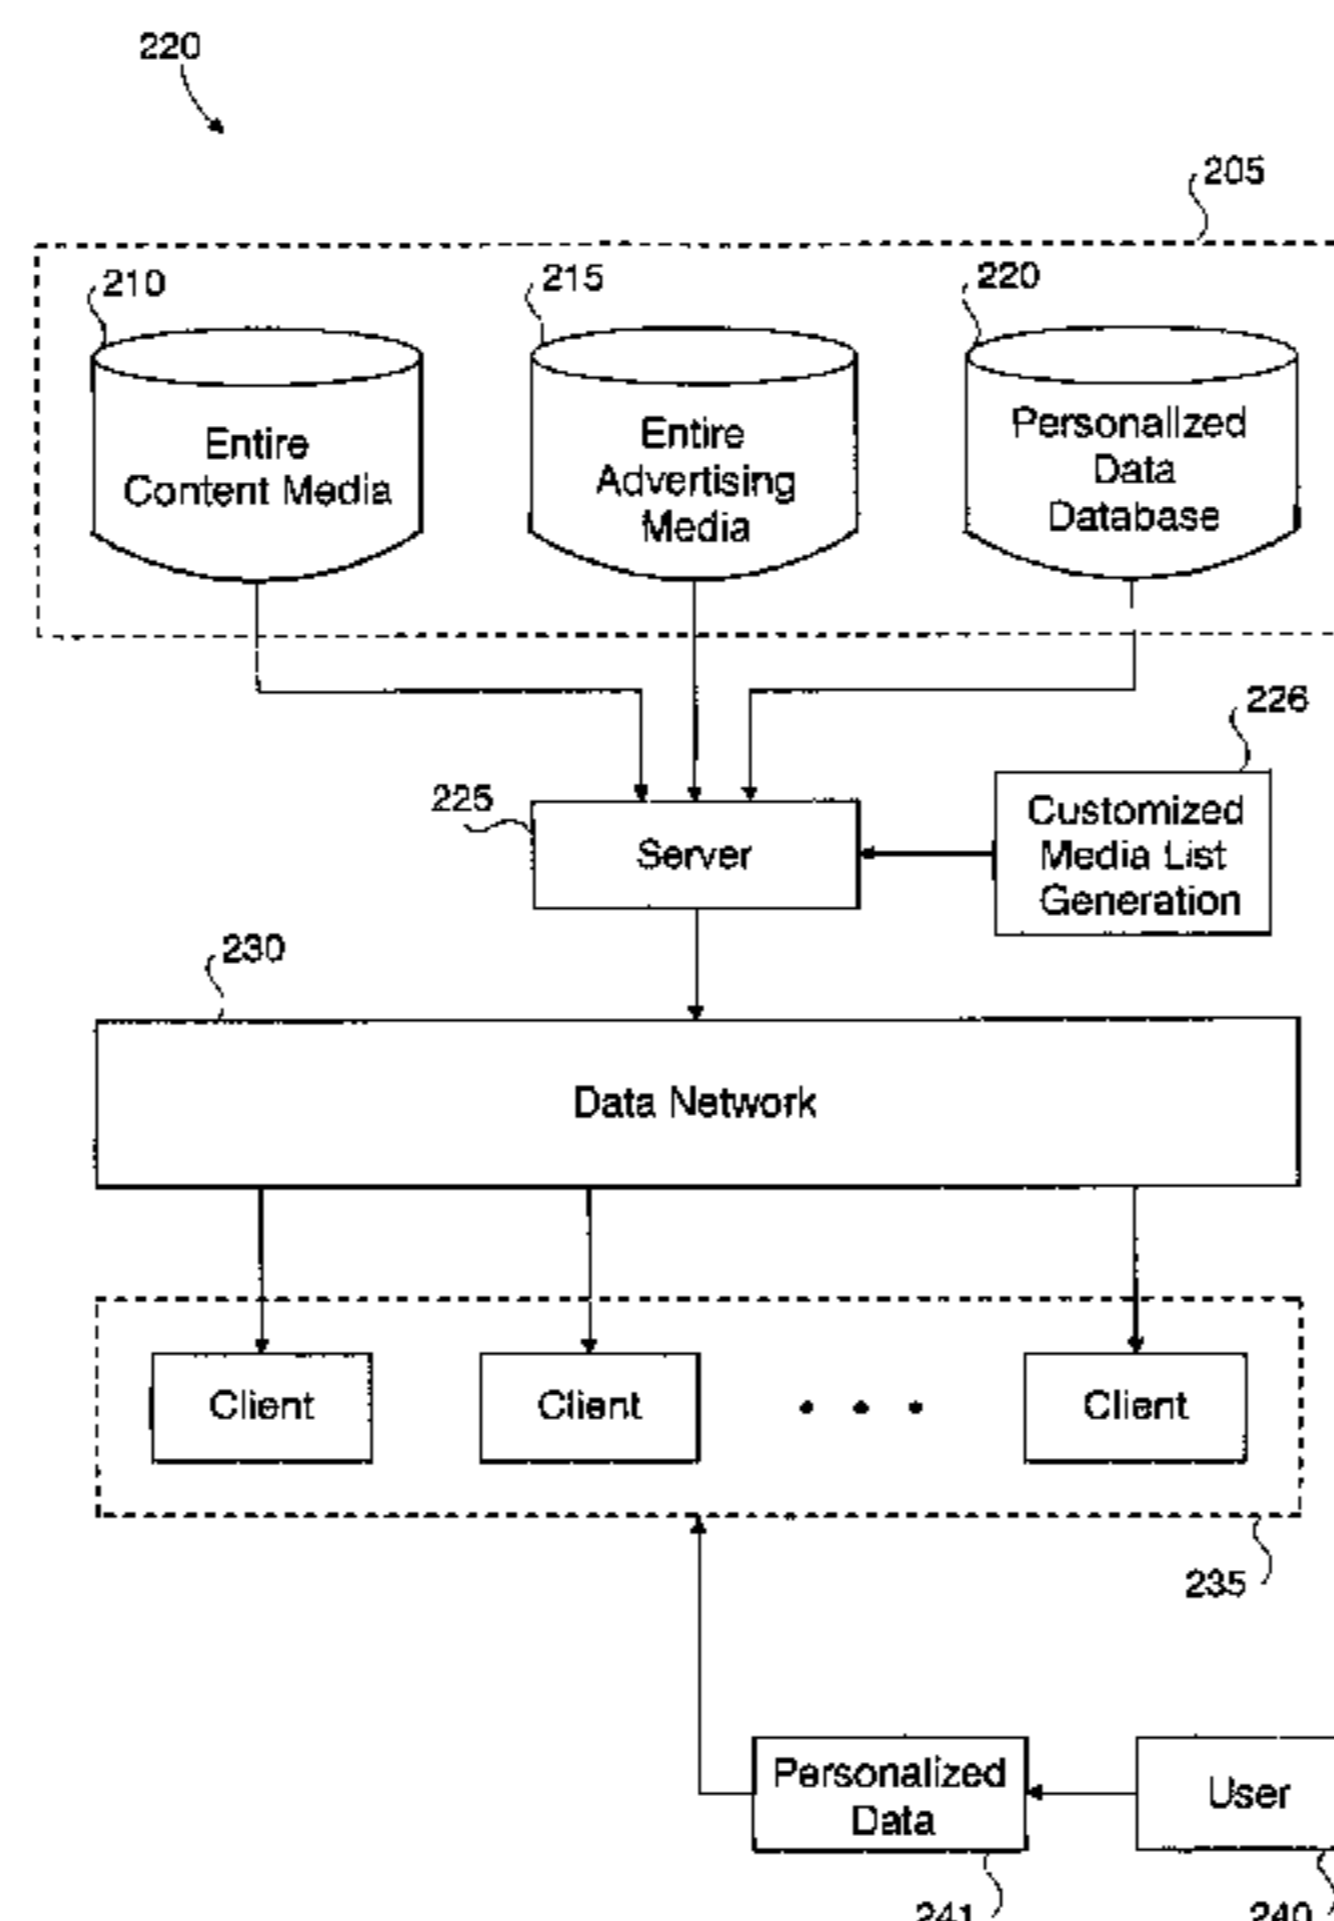 220
205
210
215
220
Entire
Content Media
Entire
Advertising
Media
Personalized
Data
Database
226
225
Server
Customized
Media List
Generation
230
Data Network
Client
Client
• • •
Client
235
Personalized
Data
User
241
240